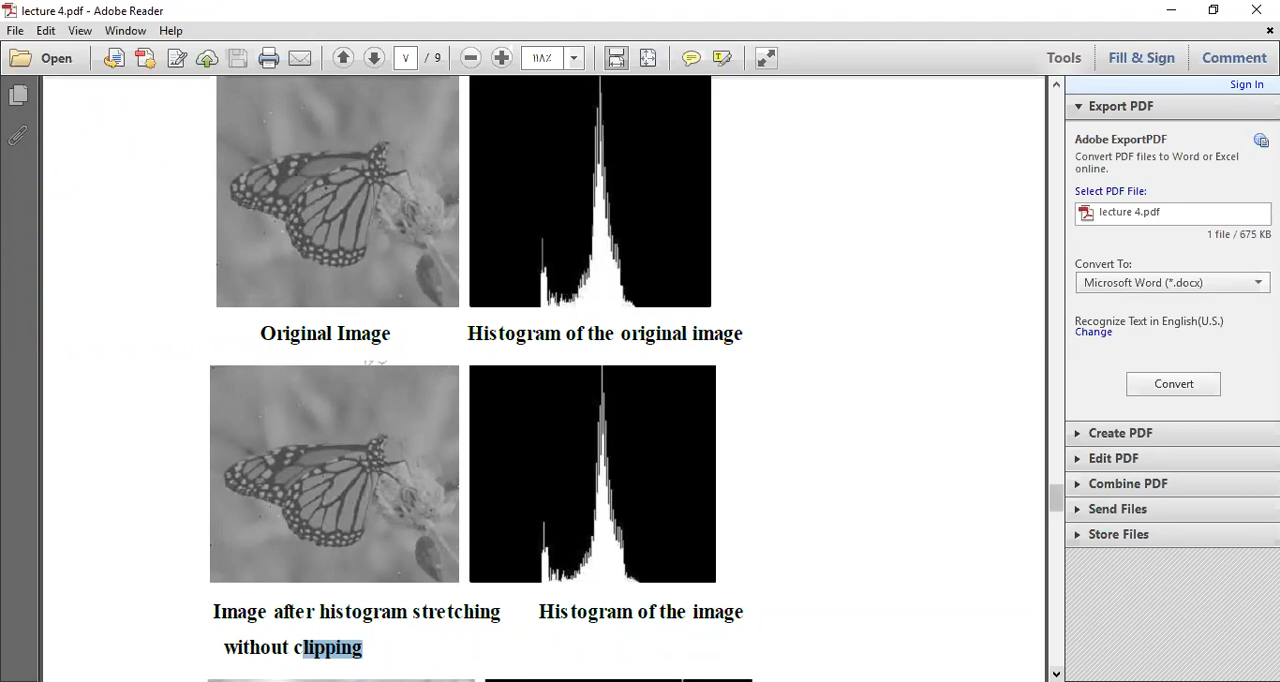 lecture 4.pdf - Adobe Reader
File Edit View Window Help
Open ٧ / 9 ١١٨٪ Tools Fill & Sign Comment
Sign In
Export PDF
Adobe ExportPDF
Convert PDF files to Word or Excel
online.
Select PDF File:
lecture 4.pdf
1 file / 675 KB
Convert To:
Microsoft Word (*.docx)
Recognize Text in English(U.S.)
Change
Convert
Create PDF
Edit PDF
Combine PDF
Send Files
Store Files
Original Image Histogram of the original image
Image after histogram stretching Histogram of the image
without clipping